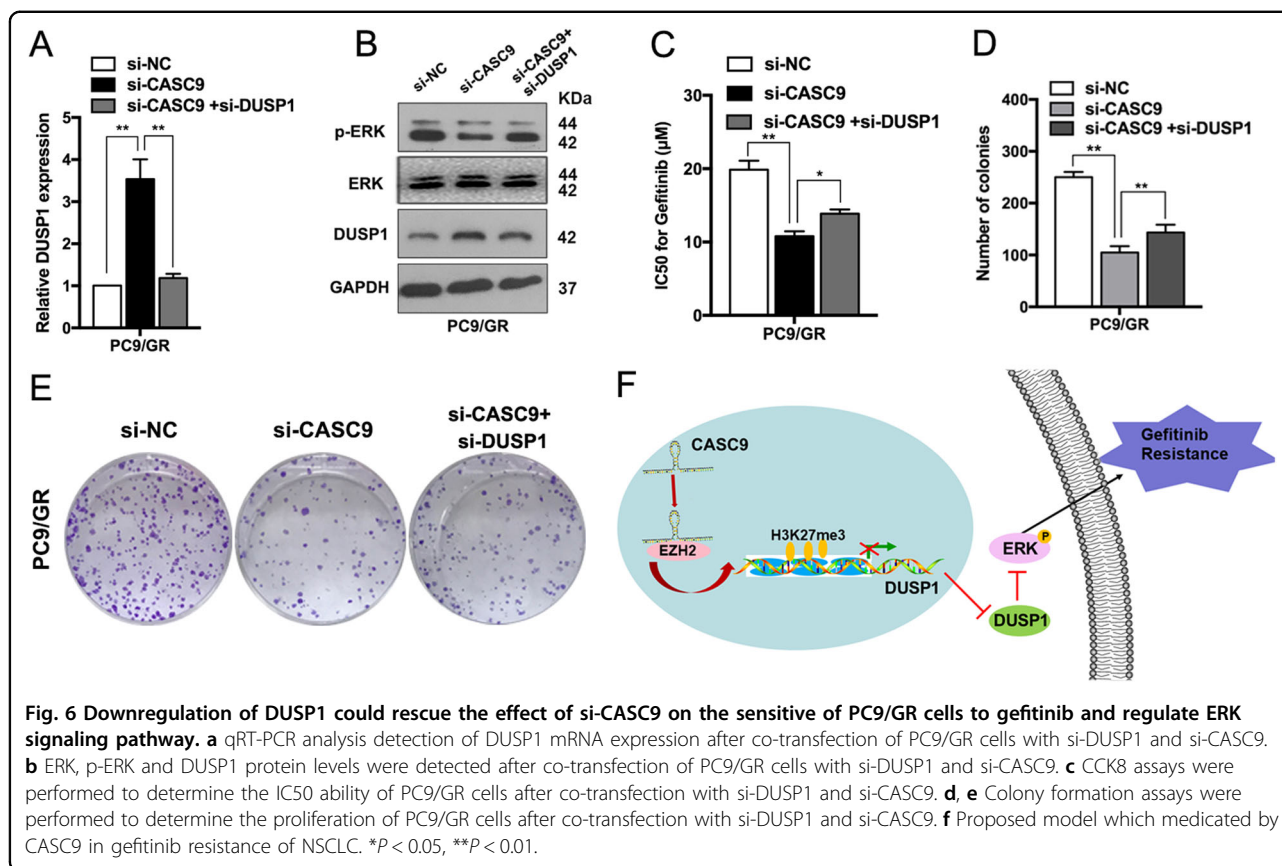 A
si-NC
si-CASC9
si-CASC9 +si-DUSP1
Relative DUSP1 expression
5
4
3
2
1
0
**
**
PC9/GR
B
si-NC
si-CASC9
si-CASC9+
si-DUSP1
KDa
p-ERK
44
42
ERK
44
42
DUSP1
42
GAPDH
37
PC9/GR
C
si-NC
si-CASC9
si-CASC9 +si-DUSP1
IC50 for Gefitinib (μM)
20
15
10
5
0
**
*
PC9/GR
D
si-NC
si-CASC9
si-CASC9 +si-DUSP1
Number of colonies
400
300
200
100
0
**
**
PC9/GR
E
si-NC
si-CASC9
si-CASC9+
si-DUSP1
PC9/GR
F
CASC9
EZH2
H3K27me3
DUSP1
ERK
P
DUSP1
Gefitinib
Resistance
Fig. 6 Downregulation of DUSP1 could rescue the effect of si-CASC9 on the sensitive of PC9/GR cells to gefitinib and regulate ERK
signaling pathway. a qRT-PCR analysis detection of DUSP1 mRNA expression after co-transfection of PC9/GR cells with si-DUSP1 and si-CASC9.
b ERK, p-ERK and DUSP1 protein levels were detected after co-transfection of PC9/GR cells with si-DUSP1 and si-CASC9. c CCK8 assays were
performed to determine the IC50 ability of PC9/GR cells after co-transfection with si-DUSP1 and si-CASC9. d, e Colony formation assays were
performed to determine the proliferation of PC9/GR cells after co-transfection with si-DUSP1 and si-CASC9. f Proposed model which medicated by
CASC9 in gefitinib resistance of NSCLC. *P < 0.05, **P < 0.01.